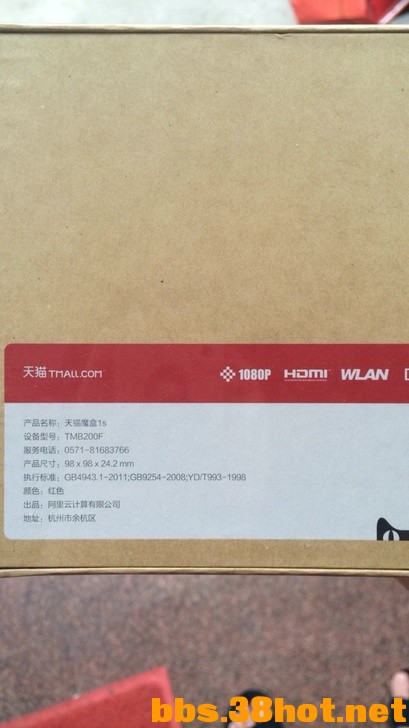 天猫 TMALL.COM
1080P HDMI WLAN
产品名称：天猫魔盒1s
设备型号：TMB200F
服务电话：0571-81683766
产品尺寸：98 x 98 x 24.2 mm
执行标准：GB4943.1-2011;GB9254-2008;YD/T993-1998
颜色：红色
出品：阿里云计算有限公司
地址：杭州市余杭区
bbs.38hot.net